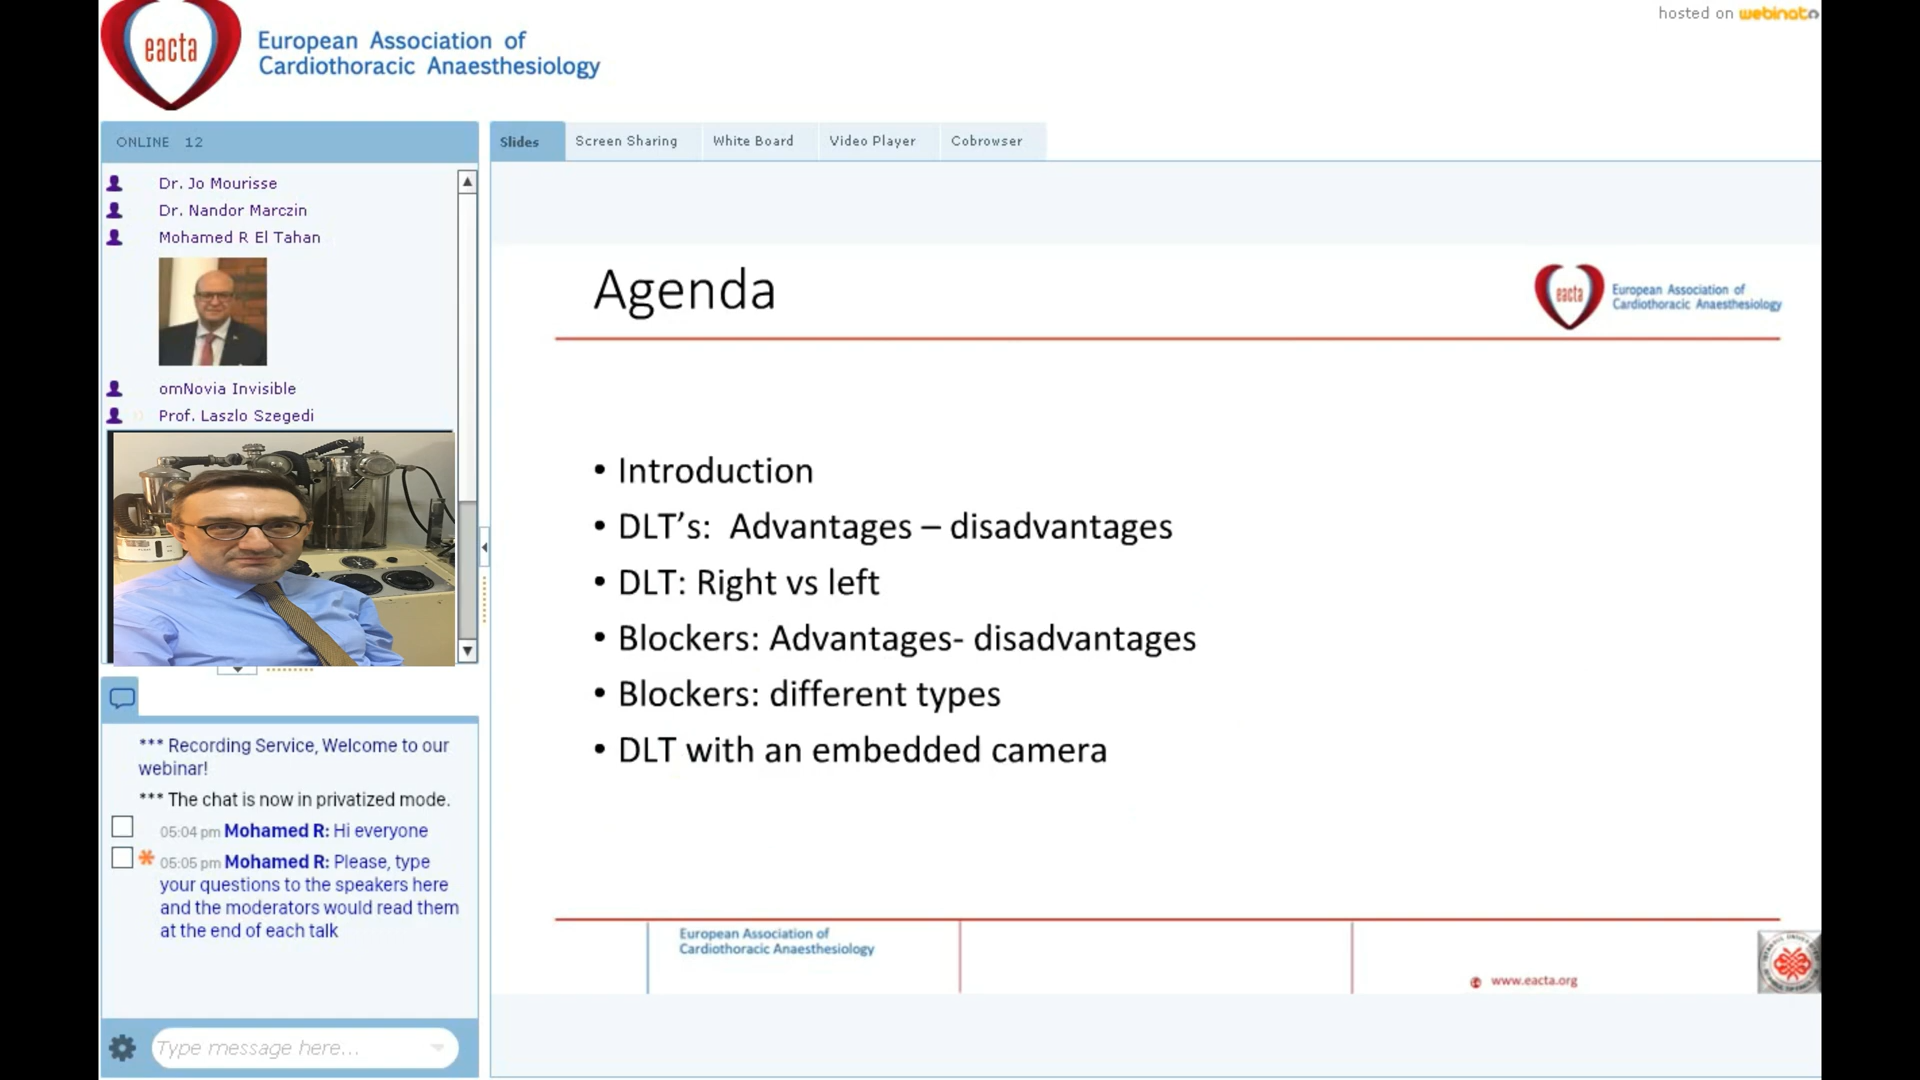 hosted on webinato
eacta
European Association of
Cardiothoracic Anaesthesiology
ONLINE 12
Dr. Jo Mourisse
Dr. Nandor Marczin
Mohamed R El Tahan
omNovia Invisible
Prof. Laszlo Szegedi
*** Recording Service, Welcome to our
webinar!
*** The chat is now in privatized mode.
05:04 pm Mohamed R: Hi everyone
05:05 pm Mohamed R: Please, type
your questions to the speakers here
and the moderators would read them
at the end of each talk
Type message here...
Slides Screen Sharing White Board Video Player Cobrowser
Agenda
eacta
European Association of
Cardiothoracic Anaesthesiology
• Introduction
• DLT’s: Advantages – disadvantages
• DLT: Right vs left
• Blockers: Advantages- disadvantages
• Blockers: different types
• DLT with an embedded camera
European Association of
Cardiothoracic Anaesthesiology
www.eacta.org